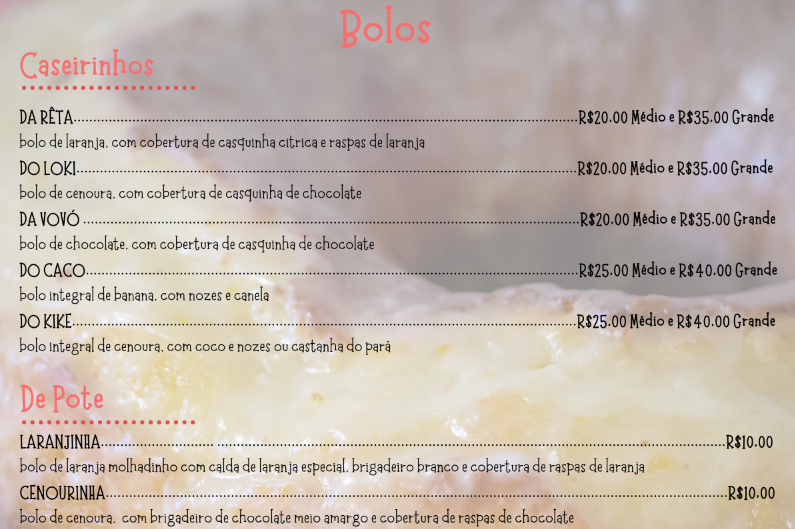 Bolos
Caseirinhos
DA RÊTA.....R$20.00 Médio e R$35.00 Grande
bolo de laranja, com cobertura de casquinha cítrica e raspas de laranja
DO LOKI.....R$20.00 Médio e R$35.00 Grande
bolo de cenoura, com cobertura de casquinha de chocolate
DA VOVÓ.....R$20.00 Médio e R$35.00 Grande
bolo de chocolate, com cobertura de casquinha de chocolate
DO CACO.....R$25.00 Médio e R$40.00 Grande
bolo integral de banana, com nozes e canela
DO KIKE.....R$25.00 Médio e R$40.00 Grande
bolo integral de cenoura, com coco e nozes ou castanha do pará
De Pote
LARANJINHA.....R$10.00
bolo de laranja molhadinho com calda de laranja especial, brigadeiro branco e cobertura de raspas de laranja
CENOURINHA.....R$10.00
bolo de cenoura, com brigadeiro de chocolate meio amargo e cobertura de raspas de chocolate